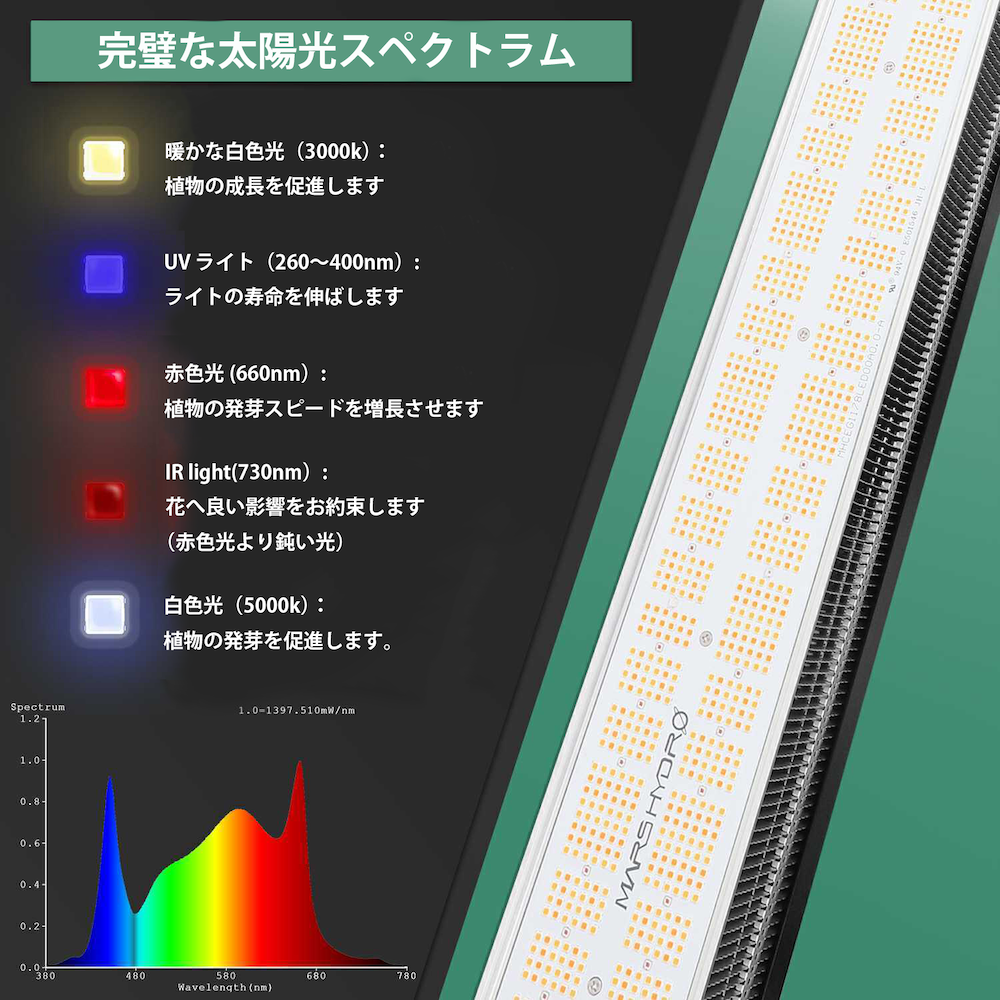 完璧な太陽光スペクトラム
暖かな白色光（3000k）：
植物の成長を促進します
UV ライト（260～400nm）：
ライトの寿命を伸ばします
赤色光 (660nm）：
植物の発芽スピードを増長させます
IR light(730nm）：
花へ良い影響をお約束します
（赤色光より鈍い光）
白色光（5000k）：
植物の発芽を促進します。
Spectrum
1.0=1397.510mW/nm
1.2
1.0
0.8
0.6
0.4
0.2
0.0
380 480 580 680 780
Wavelength(nm)
MARS HYDRO
94V-0 E501646 JH-L